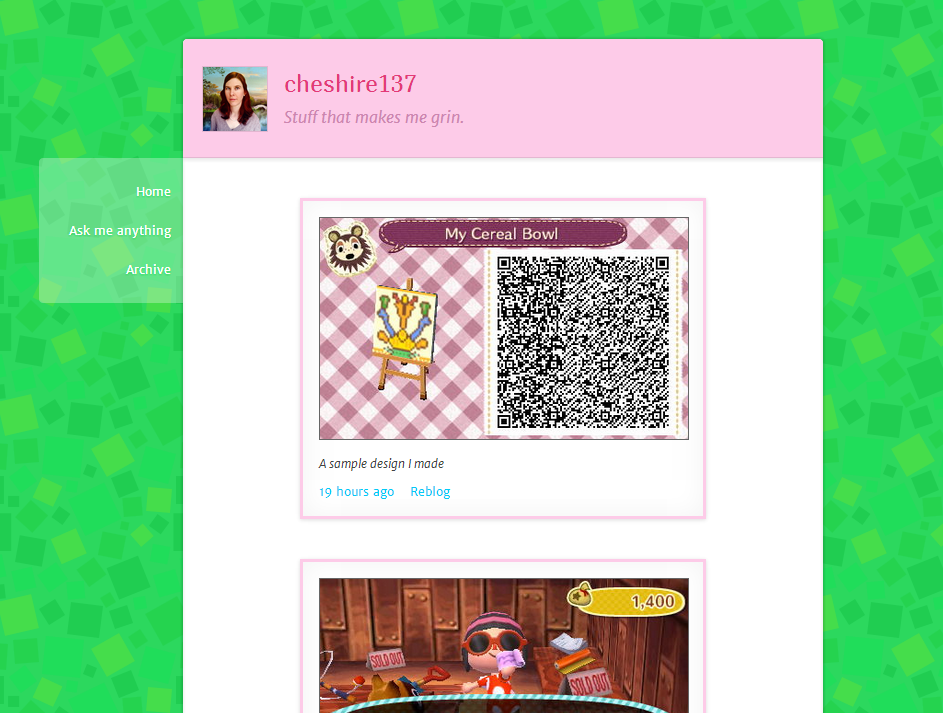 cheshire137
Stuff that makes me grin.
Home
Ask me anything
Archive
My Cereal Bowl
A sample design I made
19 hours ago Reblog
1,400
SOLD OUT
SOLD OUT